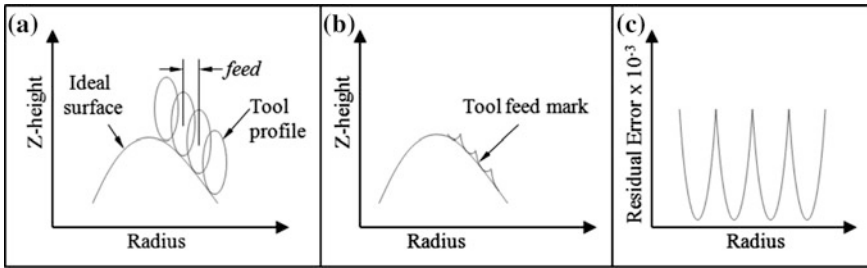 (a)
Z-height
Ideal
surface
feed
Tool
profile
Radius
(b)
Z-height
Tool feed mark
Radius
(c)
Residual Error x 10-3
Radius